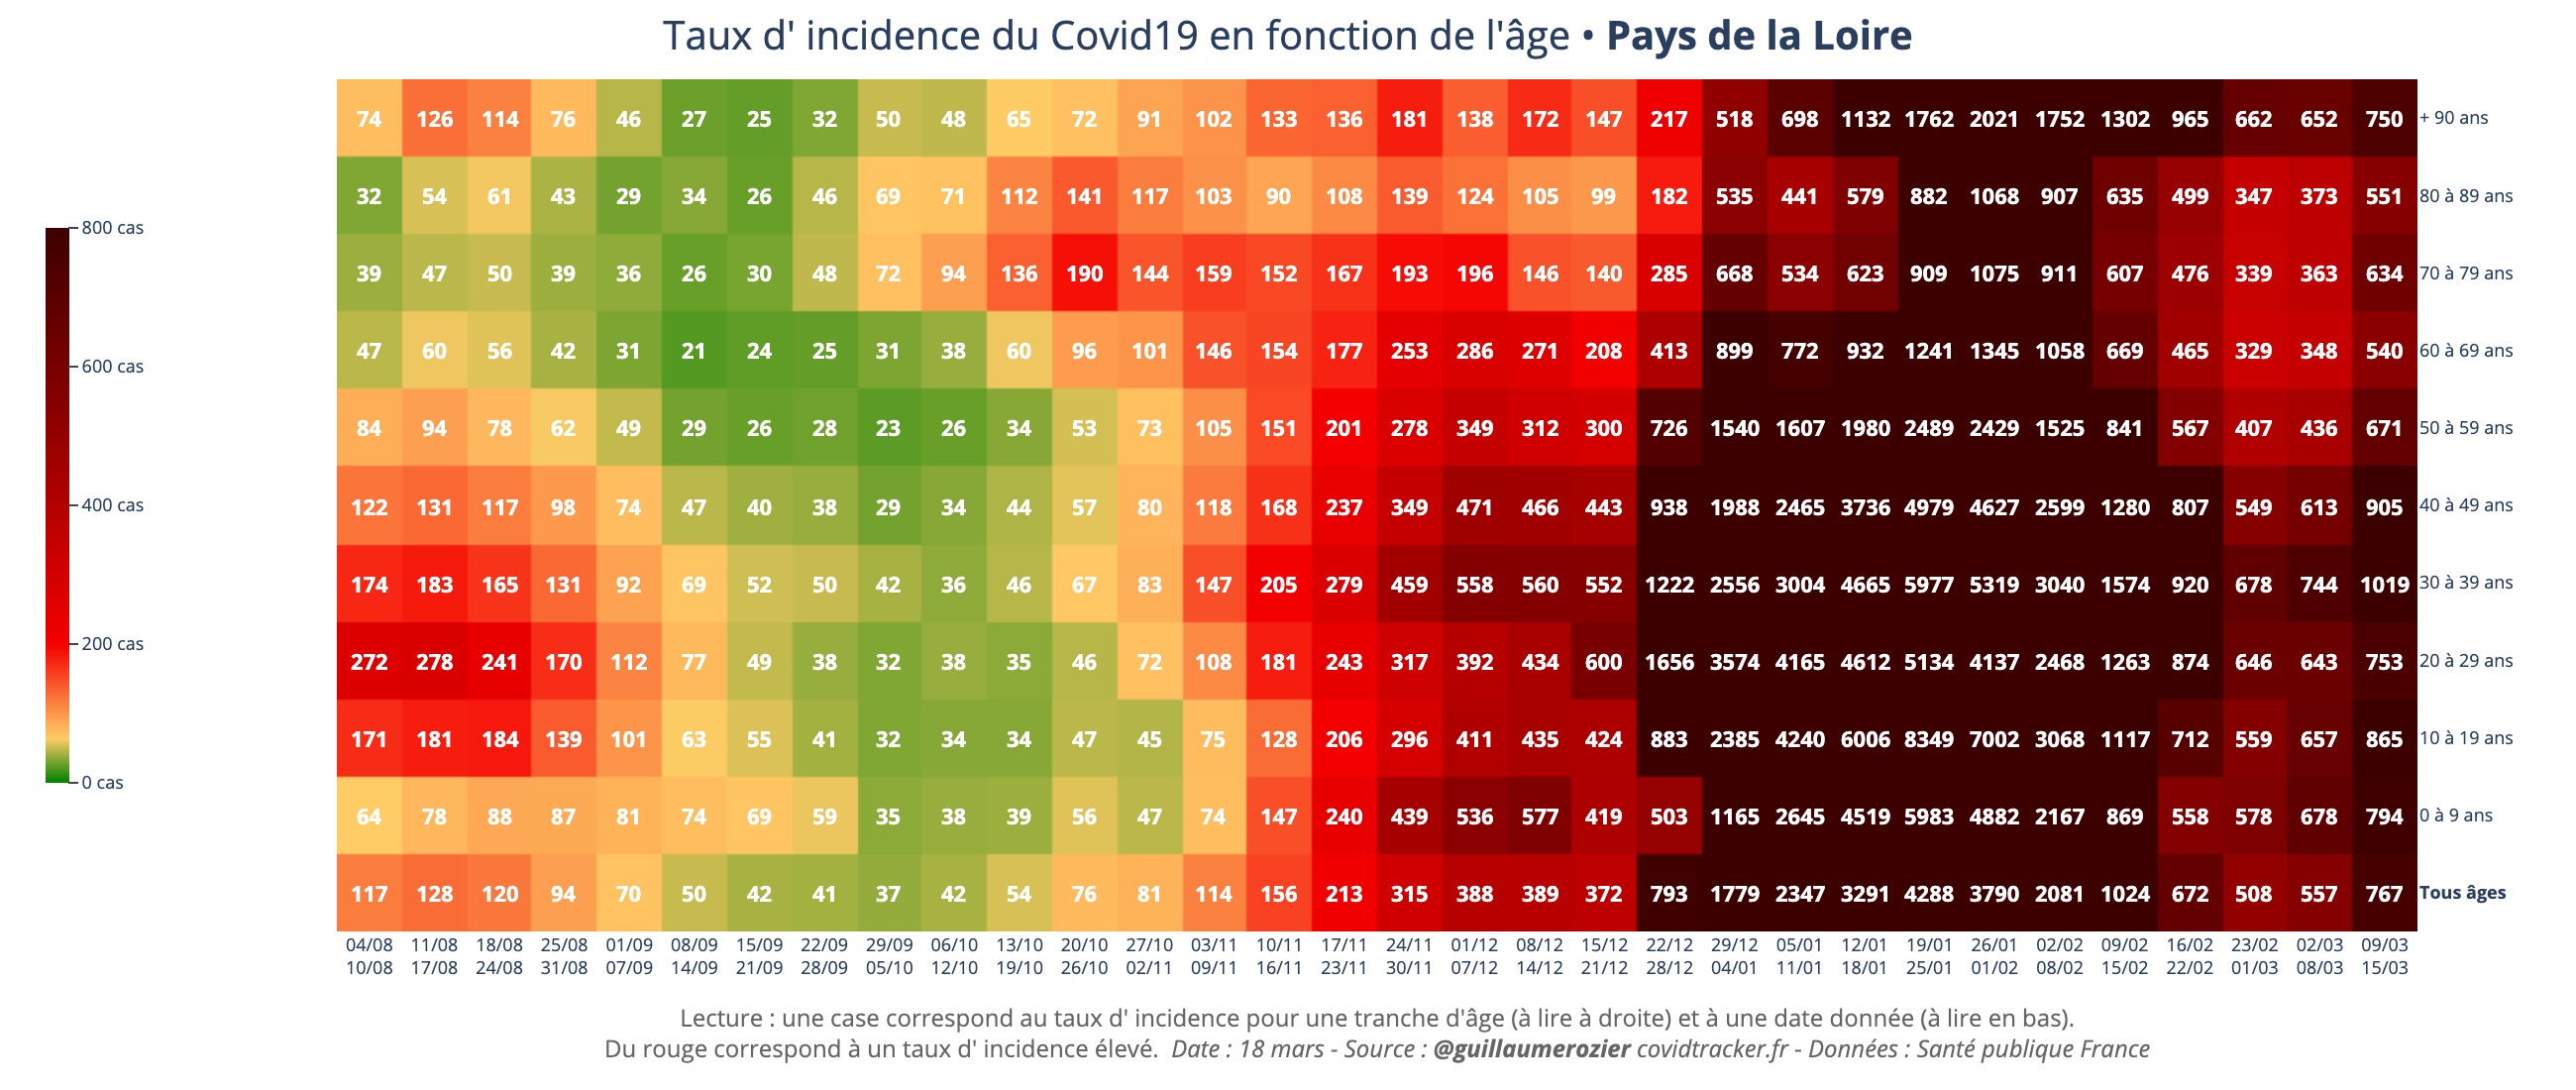 Taux d' incidence du Covid19 en fonction de l'âge • Pays de la Loire
74 126 114 76 46 27 25 32 50 48 65 72 91 102 133 136 181 138 172 147 217 518 698 1132 1762 2021 1752 1302 965 662 652 750 + 90 ans
32 54 61 43 29 34 26 46 69 71 112 141 117 103 90 108 139 124 105 99 182 535 441 579 882 1068 907 635 499 347 373 551 80 à 89 ans
800 cas
39 47 50 39 36 26 30 48 72 94 136 190 144 159 152 167 193 196 146 140 285 668 534 623 909 1075 911 607 476 339 363 634 70 à 79 ans
47 60 56 42 31 21 24 25 31 38 60 96 101 146 154 177 253 286 271 208 413 899 772 932 1241 1345 1058 669 465 329 348 540 60 à 69 ans
600 cas
84 94 78 62 49 29 26 28 23 26 34 53 73 105 151 201 278 349 312 300 726 1540 1607 1980 2489 2429 1525 841 567 407 436 671 50 à 59 ans
400 cas
122 131 117 98 74 47 40 38 29 34 44 57 80 118 168 237 349 471 466 443 938 1988 2465 3736 4979 4627 2599 1280 807 549 613 905 40 à 49 ans
174 183 165 131 92 69 52 50 42 36 46 67 83 147 205 279 459 558 560 552 1222 2556 3004 4665 5977 5319 3040 1574 920 678 744 1019 30 à 39 ans
200 cas
272 278 241 170 112 77 49 38 32 38 35 46 72 108 181 243 317 392 434 600 1656 3574 4165 4612 5134 4137 2468 1263 874 646 643 753 20 à 29 ans
171 181 184 139 101 63 55 41 32 34 34 47 45 75 128 206 296 411 435 424 883 2385 4240 6006 8349 7002 3068 1117 712 559 657 865 10 à 19 ans
0 cas
64 78 88 87 81 74 69 59 35 38 39 56 47 74 147 240 439 536 577 419 503 1165 2645 4519 5983 4882 2167 869 558 578 678 794 0 à 9 ans
117 128 120 94 70 50 42 41 37 42 54 76 81 114 156 213 315 388 389 372 793 1779 2347 3291 4288 3790 2081 1024 672 508 557 767 Tous âges
04/08 11/08 18/08 25/08 01/09 08/09 15/09 22/09 29/09 06/10 13/10 20/10 27/10 03/11 10/11 17/11 24/11 01/12 08/12 15/12 22/12 29/12 05/01 12/01 19/01 26/01 02/02 09/02 16/02 23/02 02/03 09/03
10/08 17/08 24/08 31/08 07/09 14/09 21/09 28/09 05/10 12/10 19/10 26/10 02/11 09/11 16/11 23/11 30/11 07/12 14/12 21/12 28/12 04/01 11/01 18/01 25/01 01/02 08/02 15/02 22/02 01/03 08/03 15/03
Lecture : une case correspond au taux d' incidence pour une tranche d'âge (à lire à droite) et à une date donnée (à lire en bas).
Du rouge correspond à un taux d' incidence élevé. Date : 18 mars - Source : @guillaumerozier covidtracker.fr - Données : Santé publique France